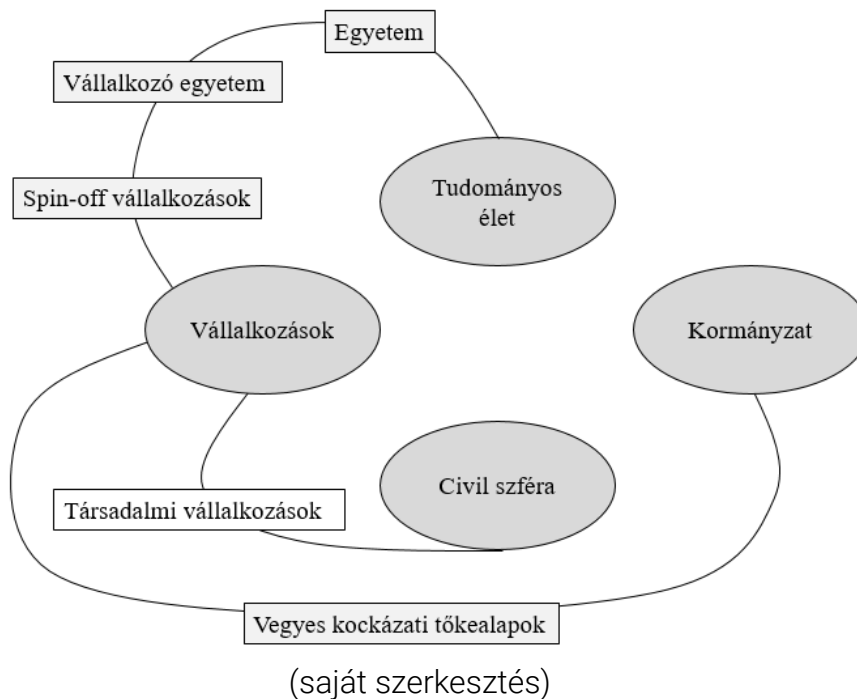 Egyetem
Vállalkozó egyetem
Spin-off vállalkozások
Tudományos
élet
Vállalkozások
Kormányzat
Civil szféra
Társadalmi vállalkozások
Vegyes kockázati tőkealapok
(saját szerkesztés)